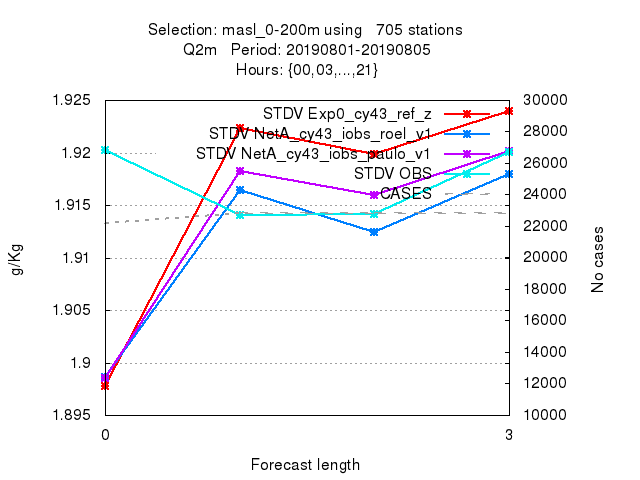 Selection: masl_0-200m using   705 stations
Q2m   Period: 20190801-20190805
Hours: {00,03,...,21}
1.925
1.92
1.915
1.91
1.905
1.9
1.895
g/Kg
STDV Exp0_cy43_ref_z
STDV NetA_cy43_iobs_roel_v1
STDV NetA_cy43_iobs_paulo_v1
STDV OBS
CASES
30000
28000
26000
24000
22000
20000
18000
16000
14000
12000
10000
No cases
0
3
Forecast length